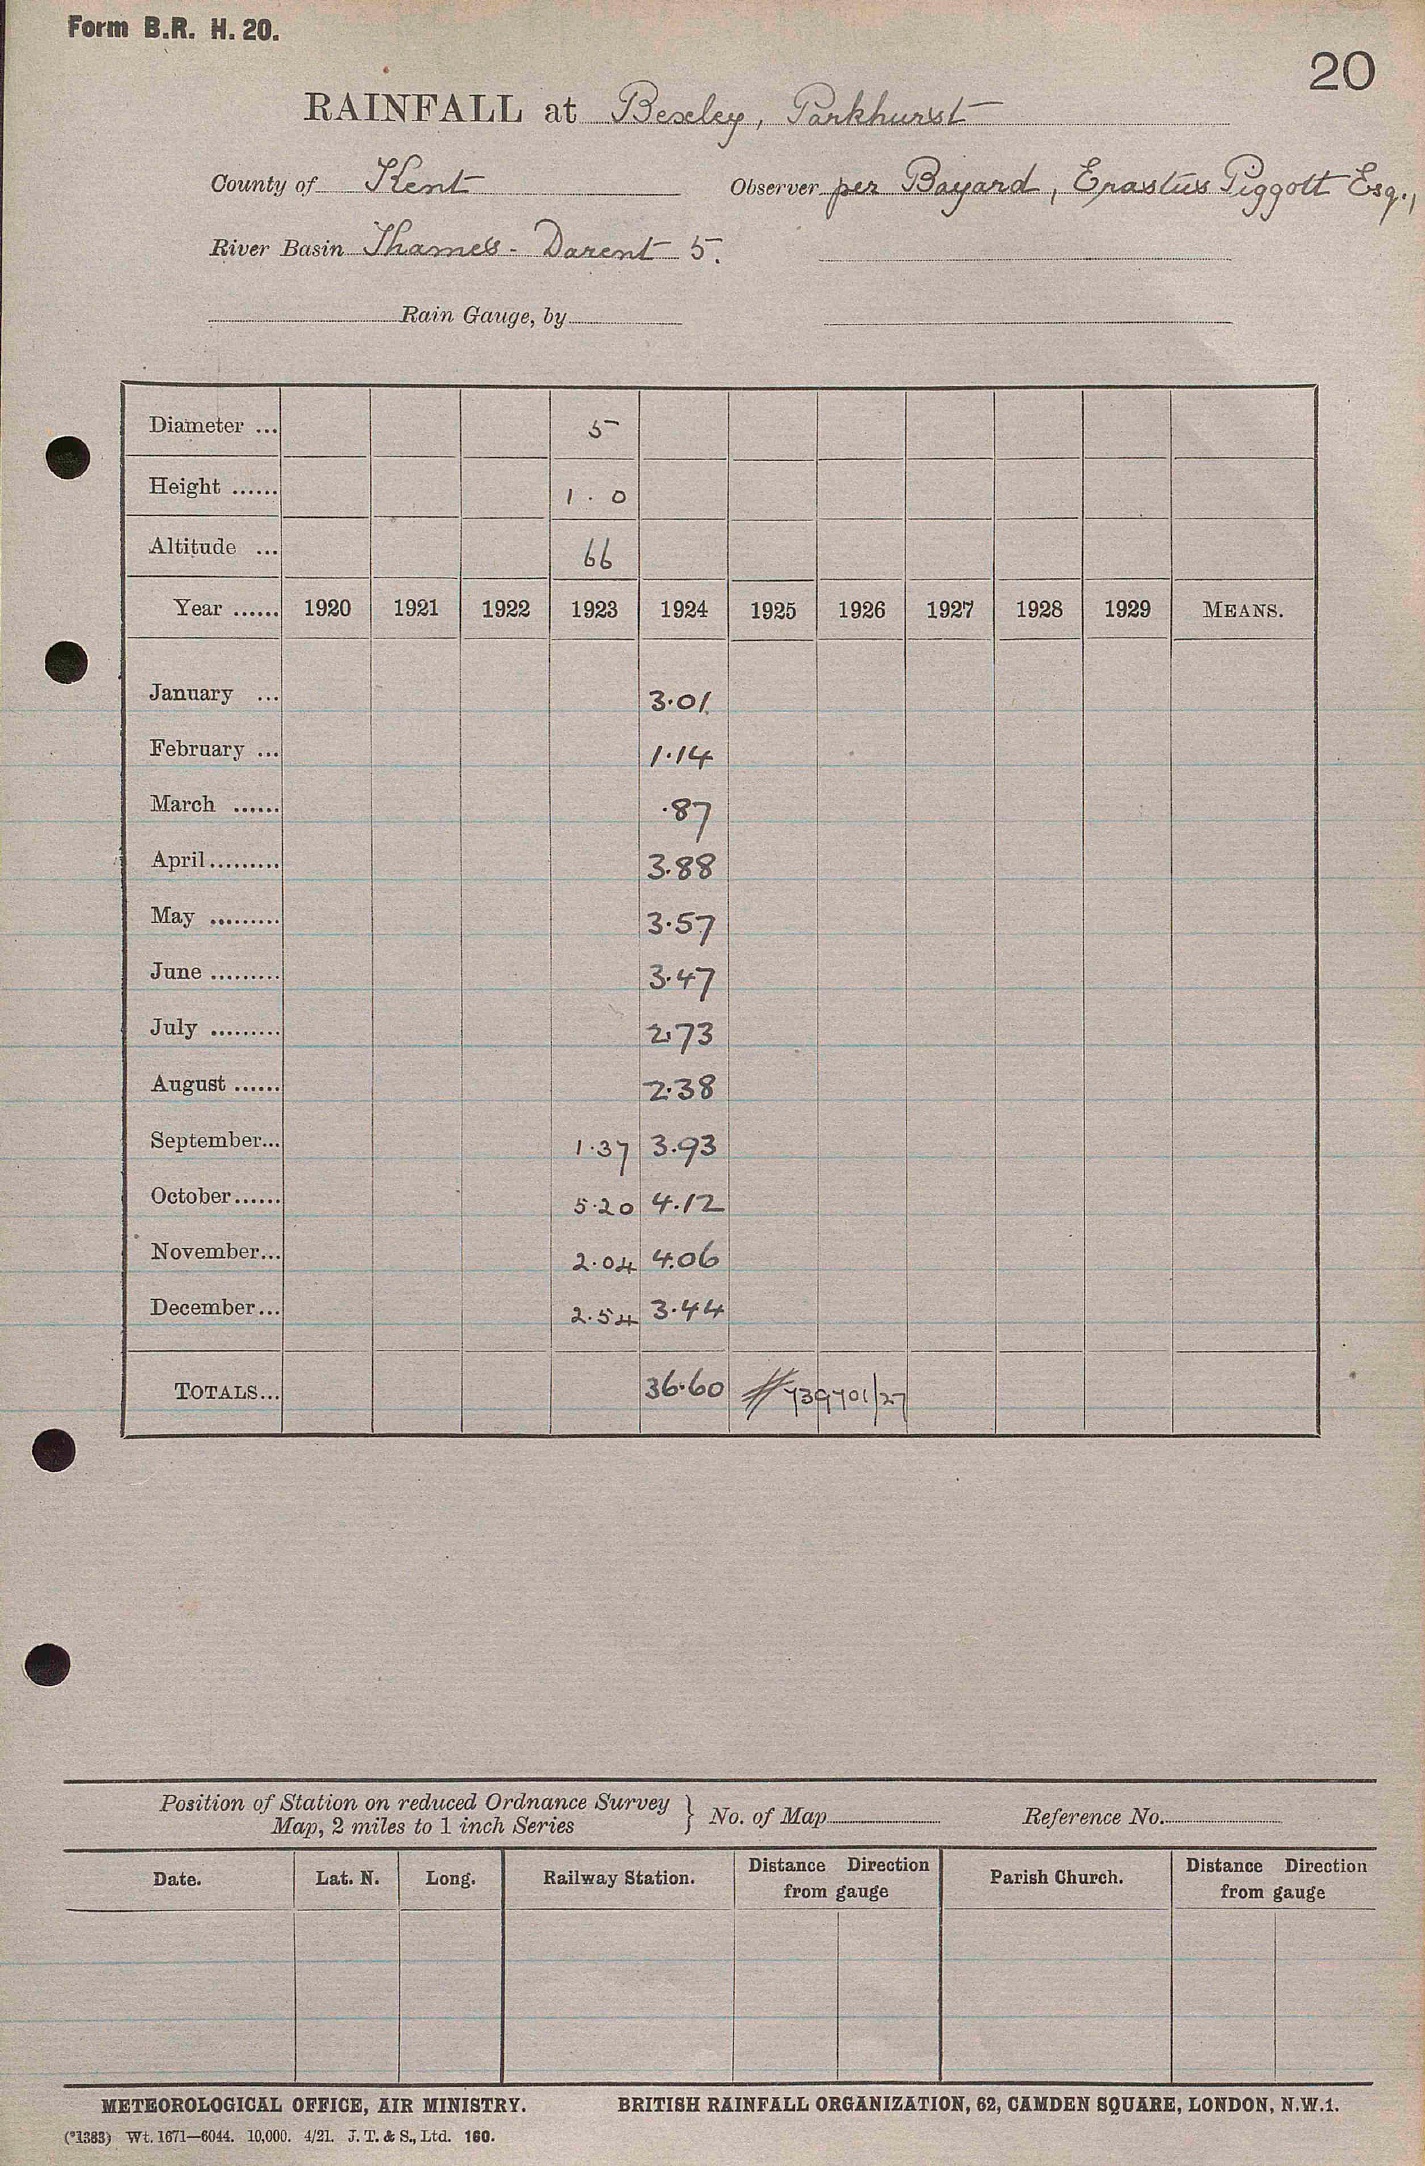 Form B.R. H. 20.
20
RAINFALL at Bexley, Parkhurst
County of Kent Observer per Bayard, Erastus Piggott Esq.,
River Basin Thames - Darent 5.
Rain Gauge, by
Diameter ... 5
Height ...... 1 . 0
Altitude ... 66
Year ...... 1920 1921 1922 1923 1924 1925 1926 1927 1928 1929 MEANS.
January ... 3.01
February ... 1.14
March ...... .87
April......... 3.88
May ......... 3.57
June ......... 3.47
July ......... 2.73
August ...... 2.38
September... 1.37 3.93
October...... 5.20 4.12
November... 2.04 4.06
December... 2.54 3.44
TOTALS... 36.60 # 739701/27
Position of Station on reduced Ordnance Survey
Map, 2 miles to 1 inch Series } No. of Map Reference No.
Date. Lat. N. Long. Railway Station. Distance Direction from gauge Parish Church. Distance Direction from gauge
METEOROLOGICAL OFFICE, AIR MINISTRY. BRITISH RAINFALL ORGANIZATION, 62, CAMDEN SQUARE, LONDON, N.W.1.
(*1383) Wt. 1671—6044. 10,000. 4/21. J. T. & S., Ltd. 160.